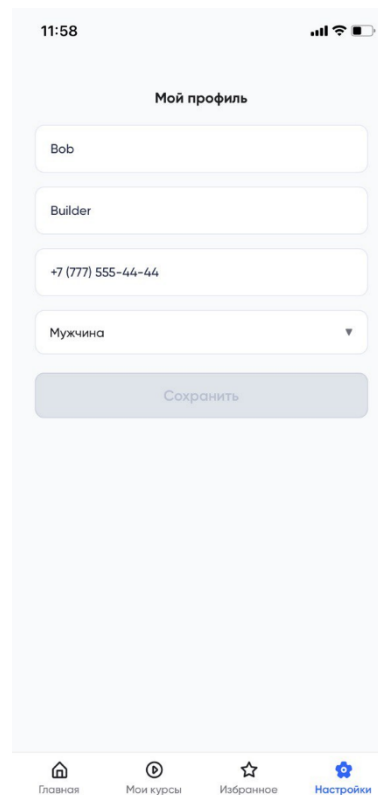 11:58
Мой профиль
Bob
Builder
+7 (777) 555-44-44
Мужчина
Сохранить
Главная Мои курсы Избранное Настройки